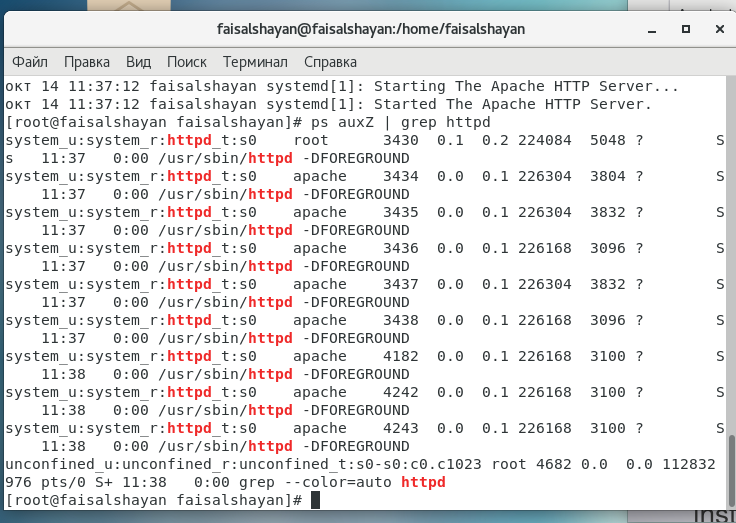 faisalshayan@faisalshayan:/home/faisalshayan
Файл Правка Вид Поиск Терминал Справка
окт 14 11:37:12 faisalshayan systemd[1]: Starting The Apache HTTP Server...
окт 14 11:37:12 faisalshayan systemd[1]: Started The Apache HTTP Server.
[root@faisalshayan faisalshayan]# ps auxZ | grep httpd
system_u:system_r:httpd_t:s0    root      3430  0.1  0.2 224084  5048 ?        S
s   11:37   0:00 /usr/sbin/httpd -DFOREGROUND
system_u:system_r:httpd_t:s0    apache    3434  0.0  0.1 226304  3804 ?        S
    11:37   0:00 /usr/sbin/httpd -DFOREGROUND
system_u:system_r:httpd_t:s0    apache    3435  0.0  0.1 226304  3832 ?        S
    11:37   0:00 /usr/sbin/httpd -DFOREGROUND
system_u:system_r:httpd_t:s0    apache    3436  0.0  0.1 226168  3096 ?        S
    11:37   0:00 /usr/sbin/httpd -DFOREGROUND
system_u:system_r:httpd_t:s0    apache    3437  0.0  0.1 226304  3832 ?        S
    11:37   0:00 /usr/sbin/httpd -DFOREGROUND
system_u:system_r:httpd_t:s0    apache    3438  0.0  0.1 226168  3096 ?        S
    11:37   0:00 /usr/sbin/httpd -DFOREGROUND
system_u:system_r:httpd_t:s0    apache    4182  0.0  0.1 226168  3100 ?        S
    11:38   0:00 /usr/sbin/httpd -DFOREGROUND
system_u:system_r:httpd_t:s0    apache    4242  0.0  0.1 226168  3100 ?        S
    11:38   0:00 /usr/sbin/httpd -DFOREGROUND
system_u:system_r:httpd_t:s0    apache    4243  0.0  0.1 226168  3100 ?        S
    11:38   0:00 /usr/sbin/httpd -DFOREGROUND
unconfined_u:unconfined_r:unconfined_t:s0-s0:c0.c1023 root 4682 0.0  0.0 112832
976 pts/0 S+ 11:38   0:00 grep --color=auto httpd
[root@faisalshayan faisalshayan]#